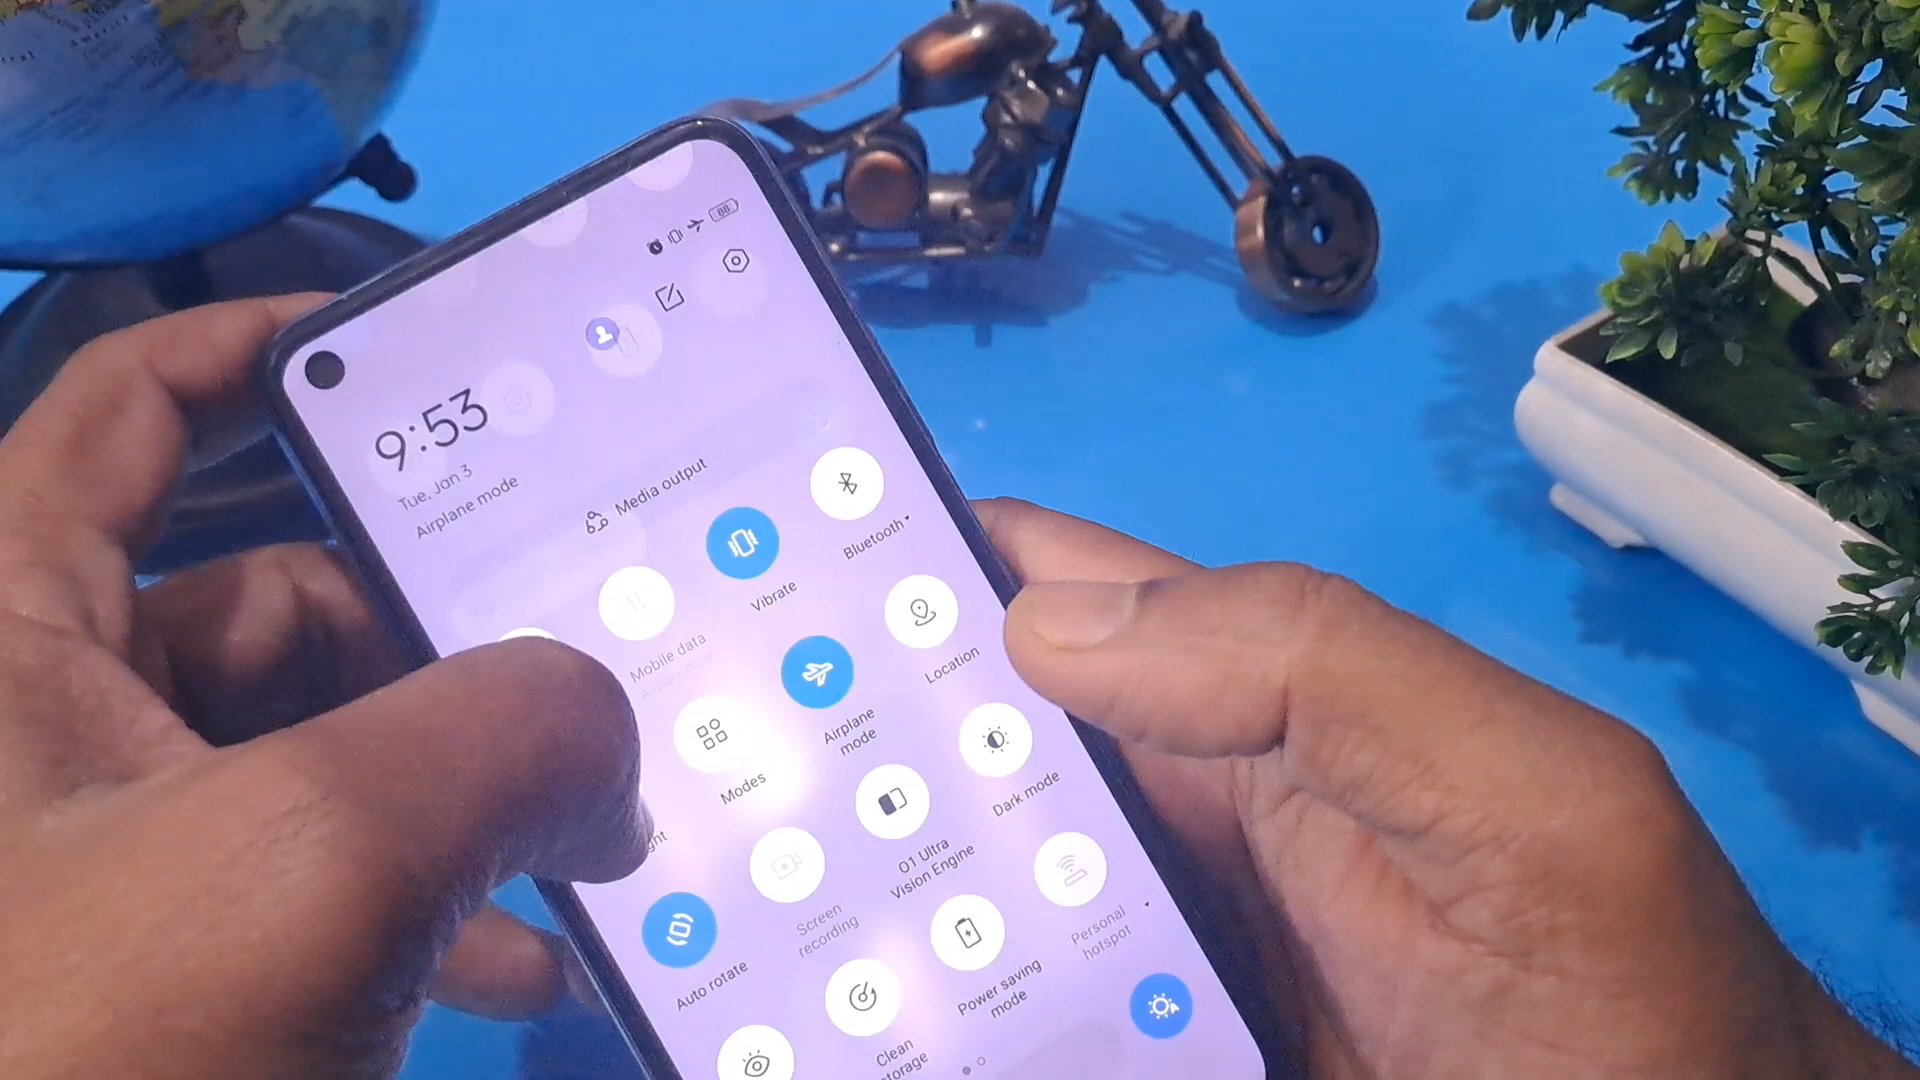 88
9:53
Tue, Jan 3
Airplane mode
Media output
Bluetooth
Vibrate
Mobile data
Location
Airplane
mode
Modes
Dark mode
O1 Ultra
Vision Engine
Screen
recording
Personal
hotspot
Auto rotate
Power saving
mode
Clean